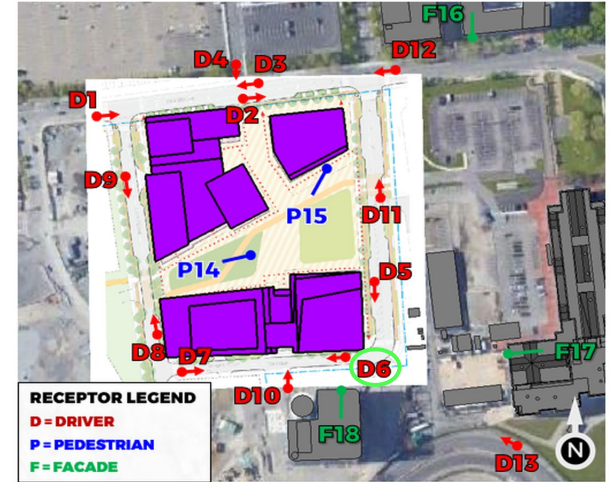 F16
D4
D3
D12
D1
D2
D9
P15
D11
P14
D5
D8
D7
D6
F17
D10
F18
RECEPTOR LEGEND
D = DRIVER
P = PEDESTRIAN
F = FACADE
N
D13